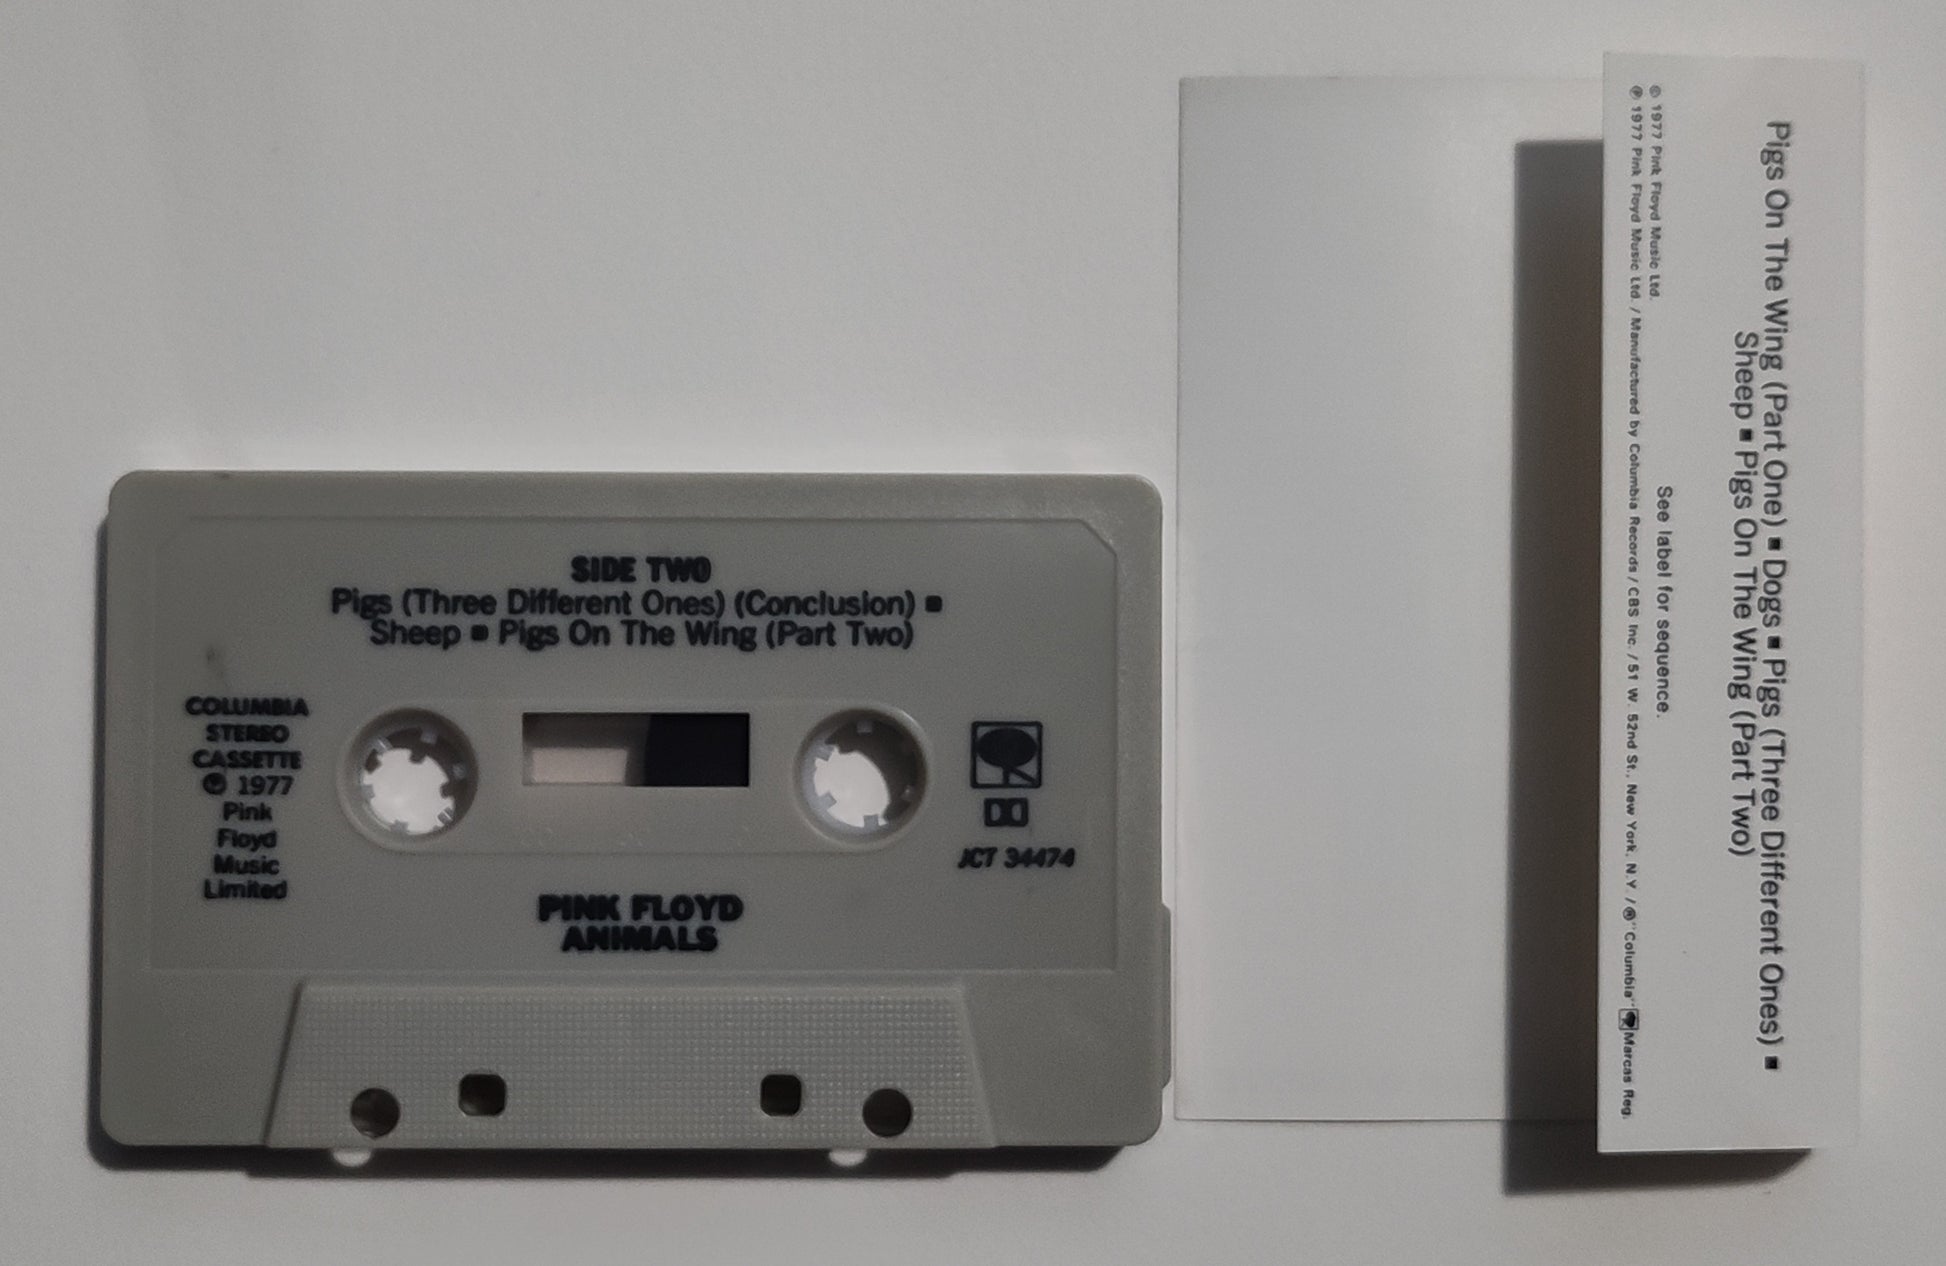 SIDE TWO
Pigs (Three Different Ones) (Conclusion) ▪
Sheep ▪ Pigs On The Wing (Part Two)
COLUMBIA
STEREO
CASSETTE
℗ 1977
Pink
Floyd
Music
Limited
JCT 34474
PINK FLOYD
ANIMALS
Pigs On The Wing (Part One) ▪ Dogs ▪ Pigs (Three Different Ones) ▪
Sheep ▪ Pigs On The Wing (Part Two)
See label for sequence.
© 1977 Pink Floyd Music Ltd.
℗ 1977 Pink Floyd Music Ltd. / Manufactured by Columbia Records / CBS Inc. / 51 W. 52nd St., New York, N.Y. / ® "Columbia" Marcas Reg.